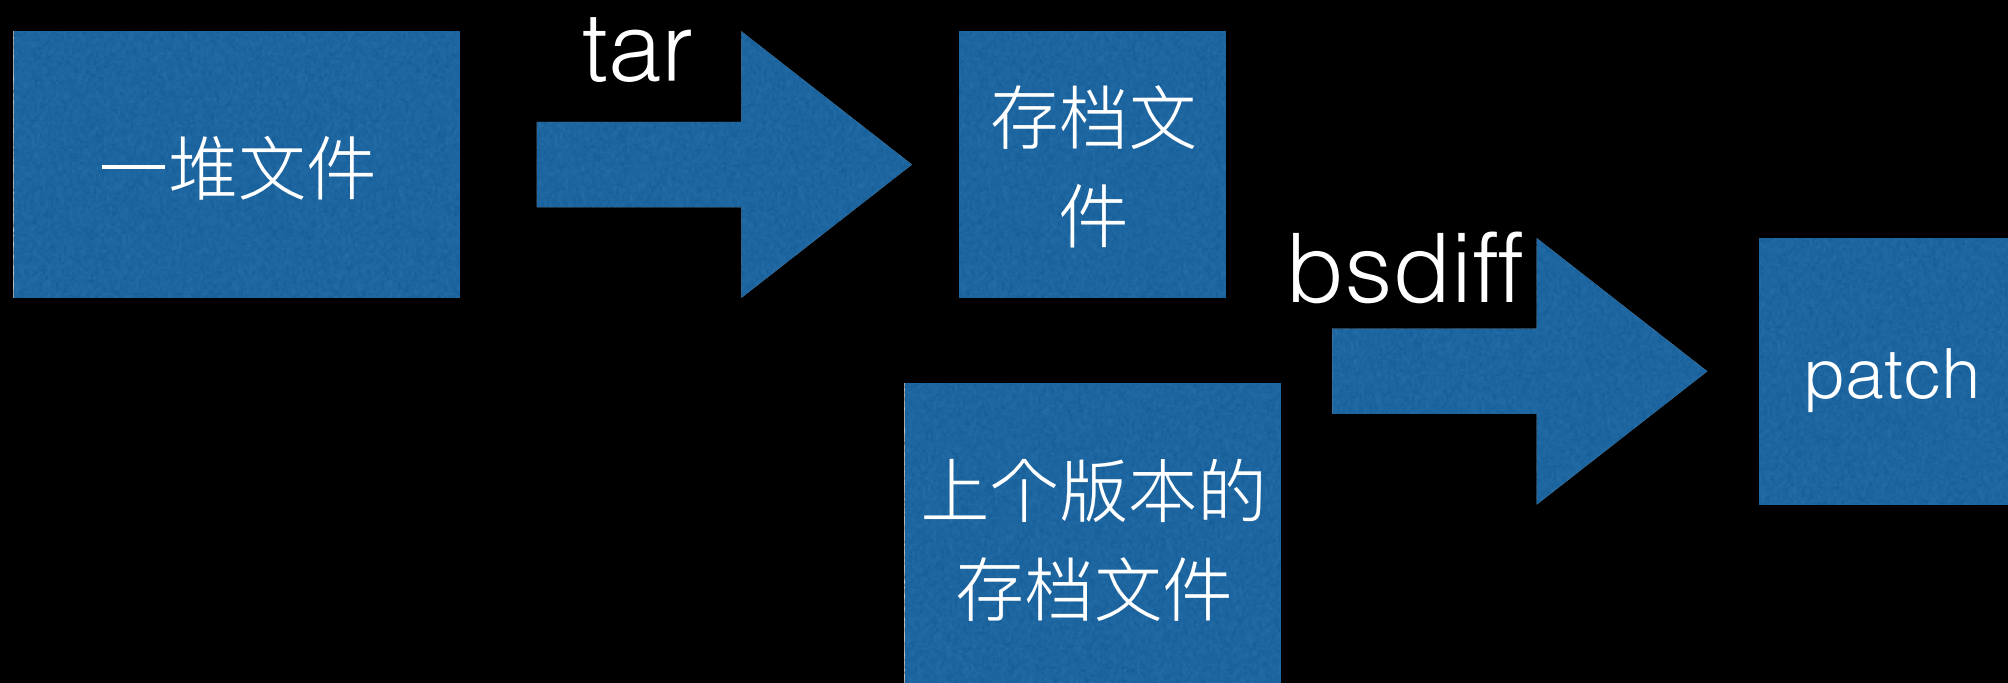 一堆文件
tar
存档文
件
bsdiff
上个版本的
存档文件
patch